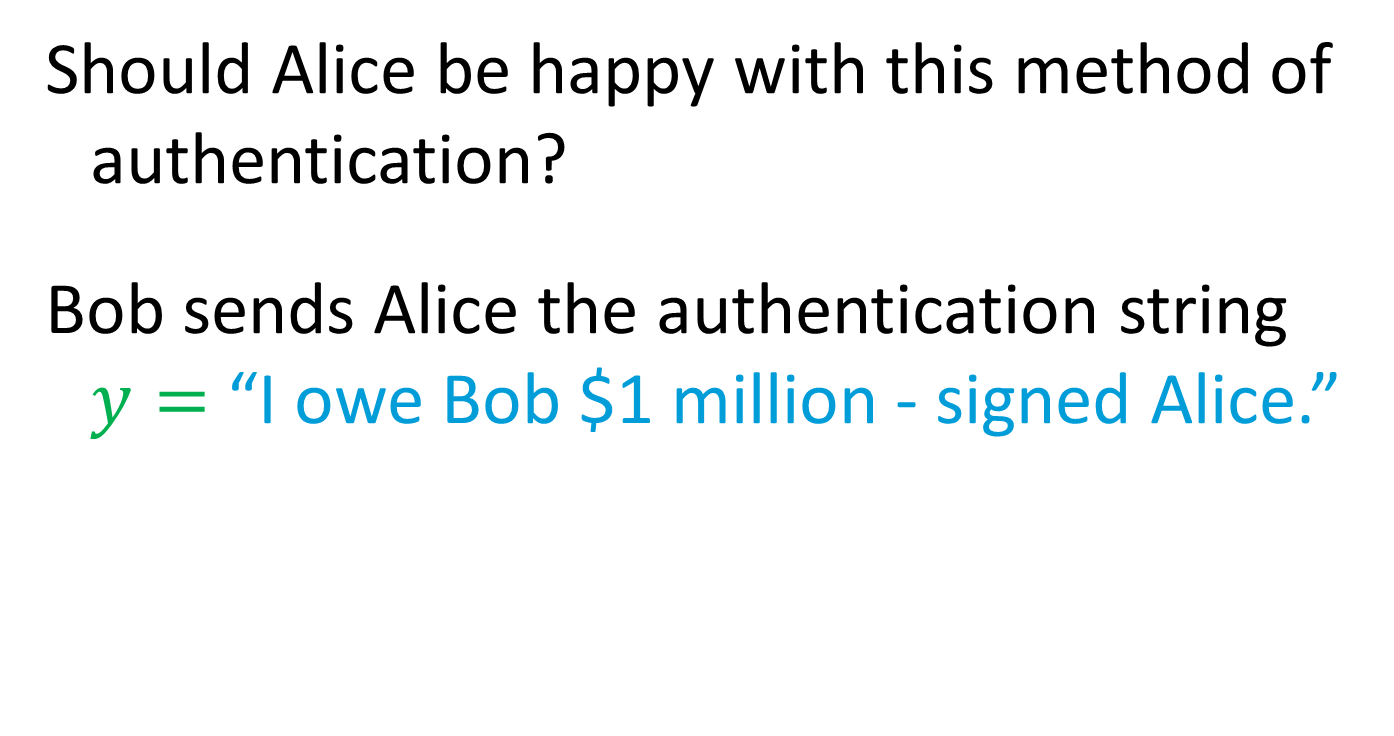 Should Alice be happy with this method of
authentication?
Bob sends Alice the authentication string
y = “I owe Bob $1 million - signed Alice.”